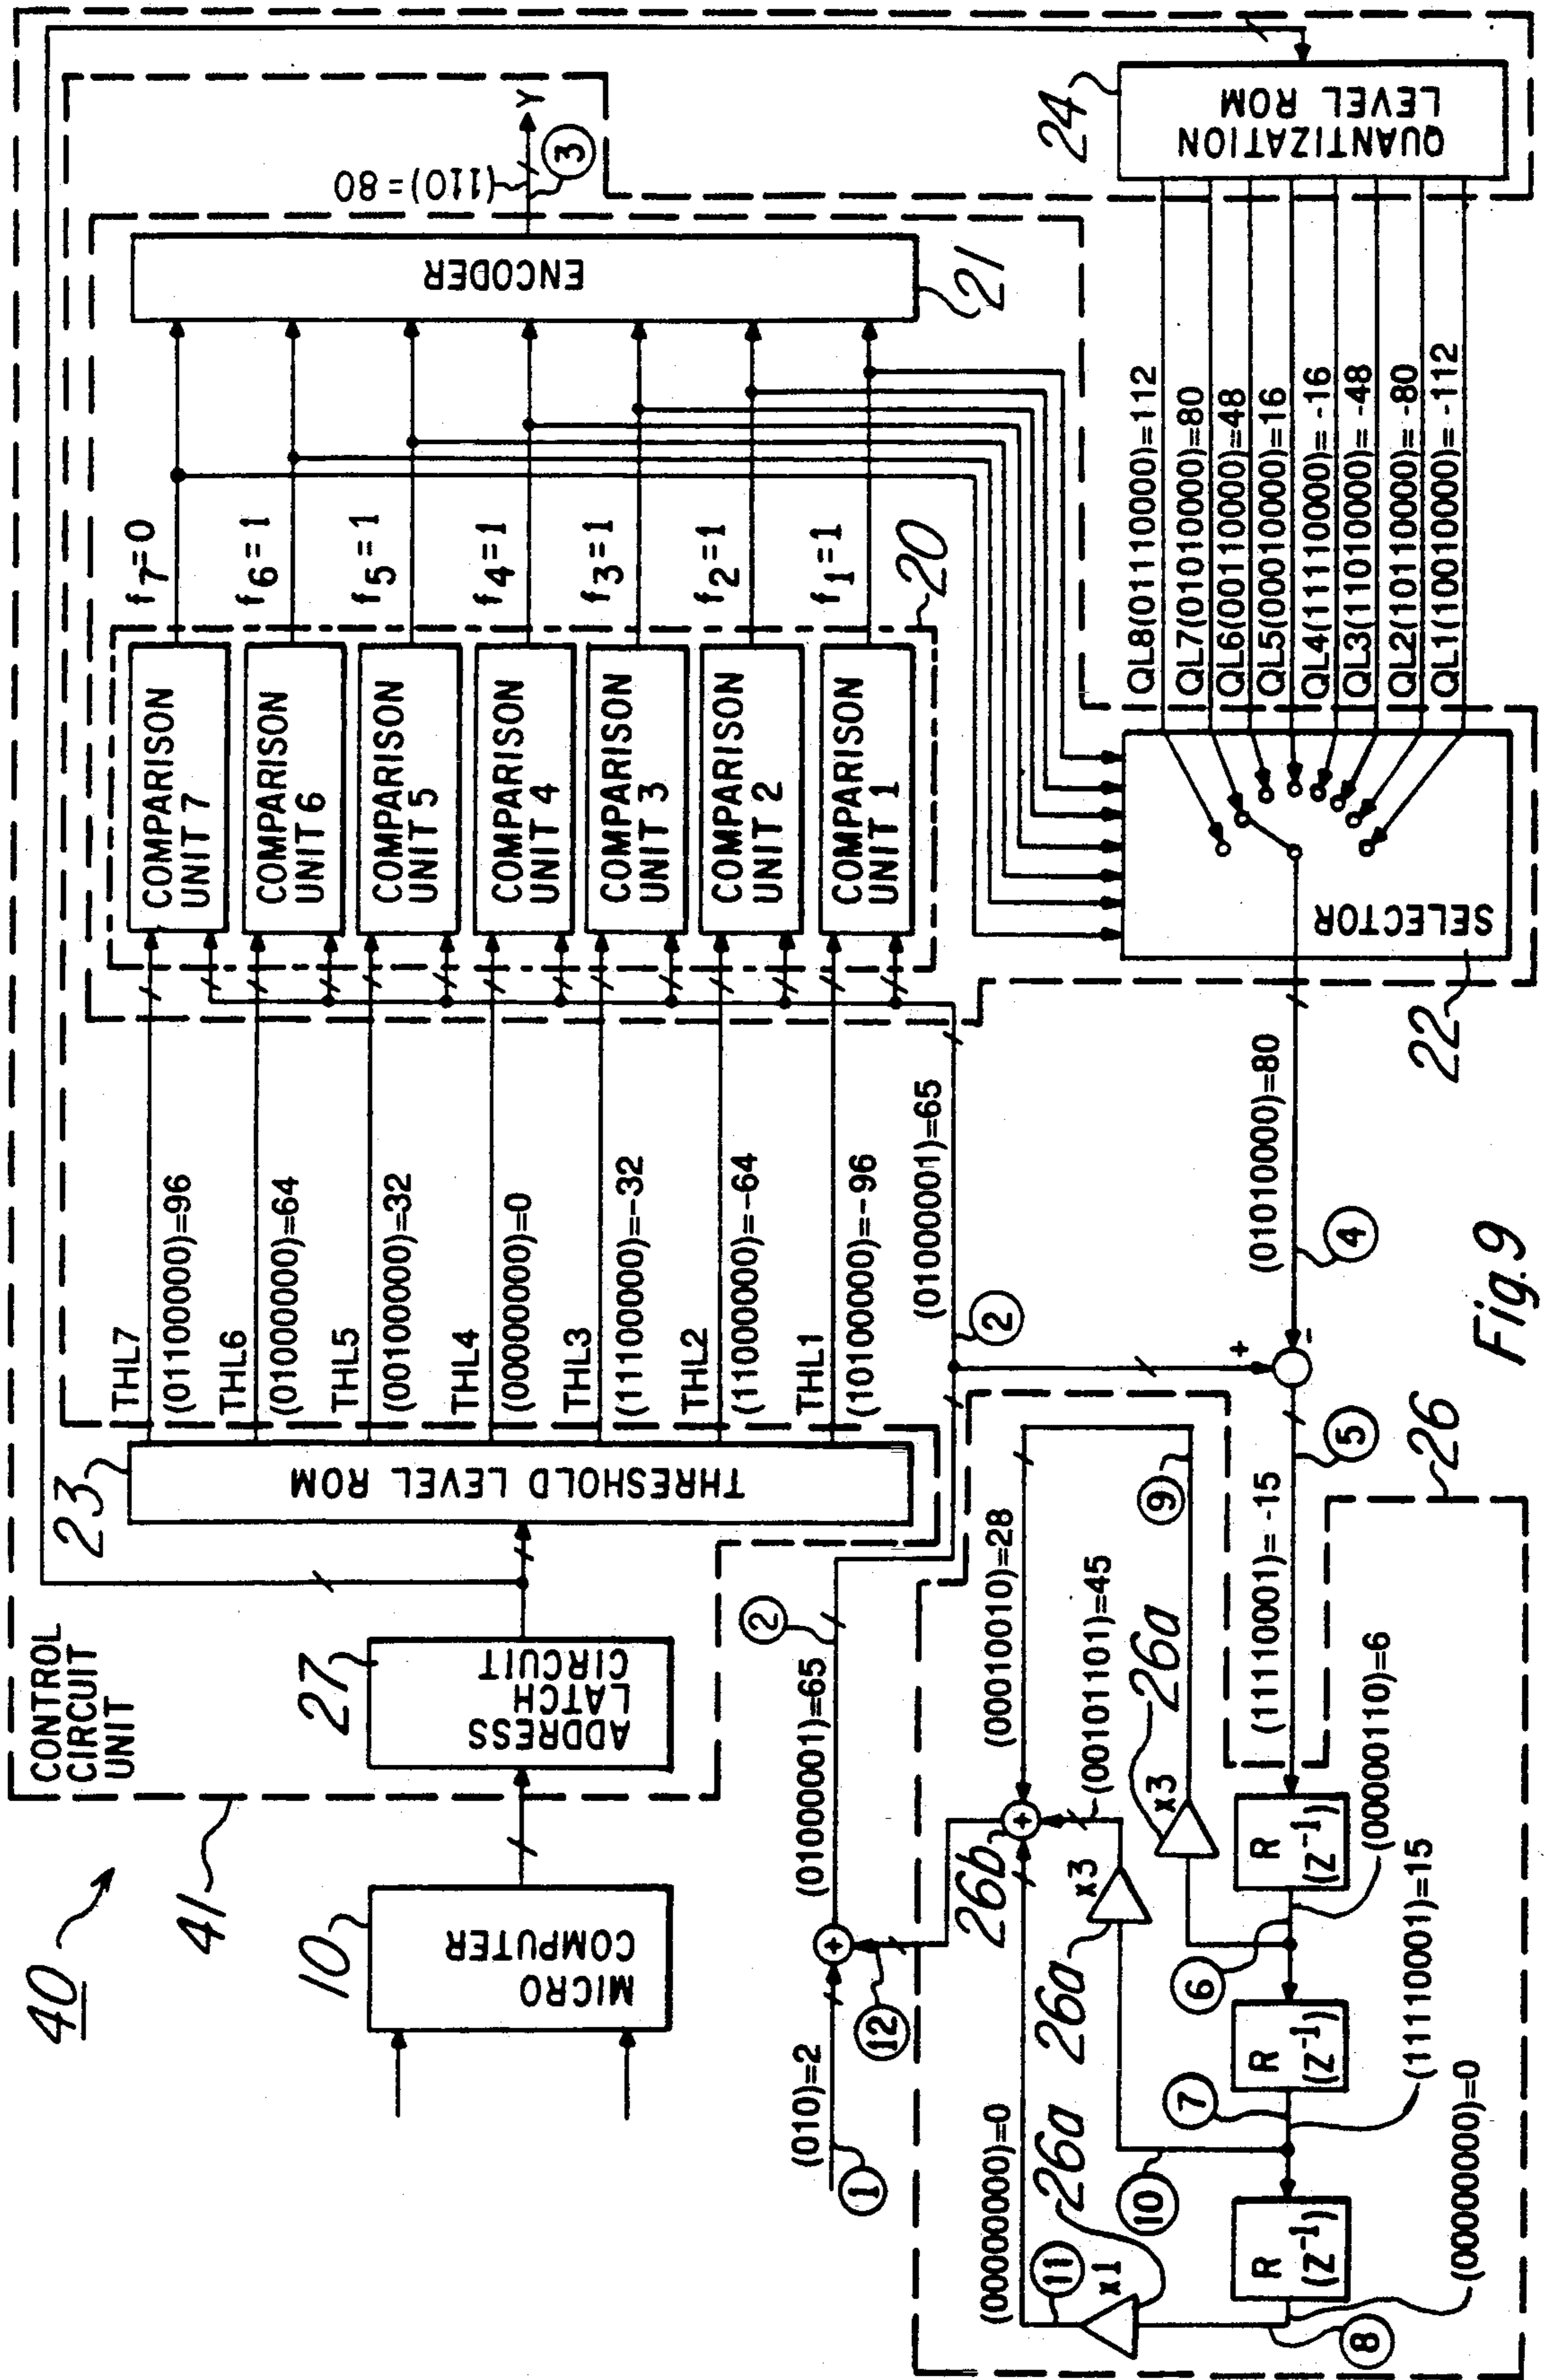 40
41
CONTROL
CIRCUIT
UNIT
10
MICRO
COMPUTER
27
ADDRESS
LATCH
CIRCUIT
23
THRESHOLD LEVEL ROM
THL7
(01100000)=96
THL6
(01000000)=64
THL5
(00100000)=32
THL4
(00000000)=0
THL3
(11100000)=-32
THL2
(11000000)=-64
THL1
(10100000)=-96
COMPARISON
UNIT 7
COMPARISON
UNIT 6
COMPARISON
UNIT 5
COMPARISON
UNIT 4
COMPARISON
UNIT 3
COMPARISON
UNIT 2
COMPARISON
UNIT 1
20
f7=0
f6=1
f5=1
f4=1
f3=1
f2=1
f1=1
ENCODER
21
(110)=80
3
Y
(010)=2
1
+
12
(01000001)=65
2
(01000001)=65
2
(00000000)=0
11
x1
26a
26a
x3
26b
+
(00010010)=28
(00101101)=45
26a
x3
9
10
8
R
(Z-1)
(00000000)=0
7
R
(Z-1)
(11110001)=15
6
R
(Z-1)
(00000110)=6
(11110001)= -15
5
26
+
-
(01010000)=80
4
22
SELECTOR
QL8(01110000)=112
QL7(01010000)=80
QL6(00110000)=48
QL5(00010000)=16
QL4(11110000)= -16
QL3(11010000)= -48
QL2(10110000)= -80
QL1(10010000)= -112
24
QUANTIZATION
LEVEL ROM
Fig.9